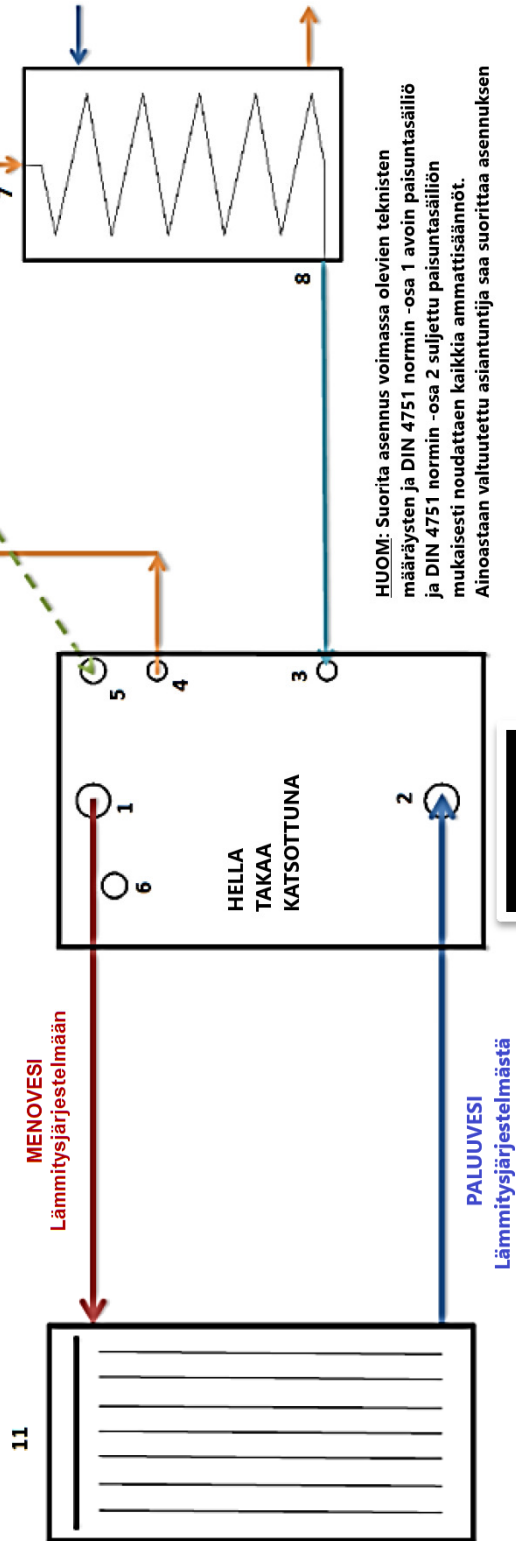 11
MENOVESI
Lämmitysjärjestelmään
PALUUVESI
Lämmitysjärjestelmästä
6
1
5
4
3
2
HELLA
TAKAA
KATSOTTUNA
7
8
HUOM: Suorita asennus voimassa olevien teknisten
määräysten ja DIN 4751 normin -osa 1 avoin paisuntasäiliö
ja DIN 4751 normin -osa 2 suljettu paisuntasäiliön
mukaisesti noudattaen kaikkia ammattisäännöt.
Ainoastaan valtuutettu asiantuntija saa suorittaa asennuksen